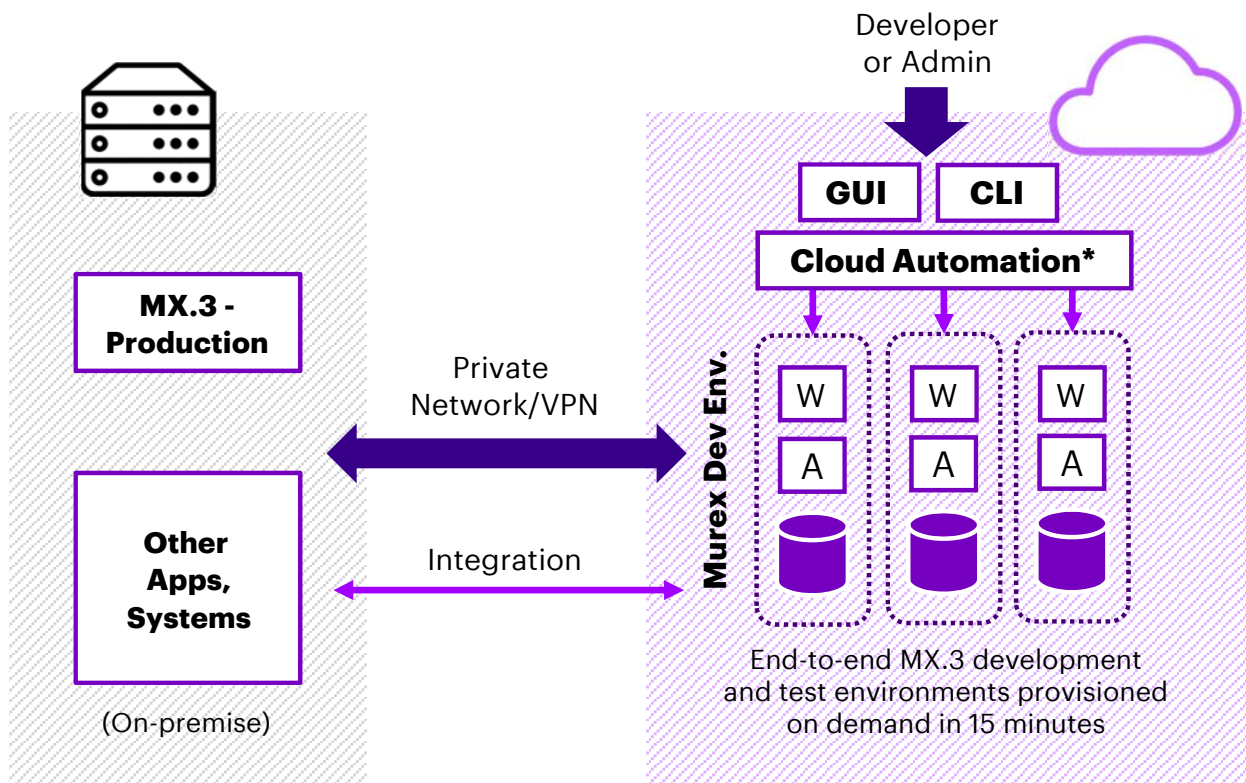 Developer
or Admin
GUI
CLI
Cloud Automation*
MX.3 -
Production
Private
Network/VPN
Other
Apps,
Systems
Integration
(On-premise)
Murex Dev Env.
W
W
W
A
A
A
End-to-end MX.3 development
and test environments provisioned
on demand in 15 minutes